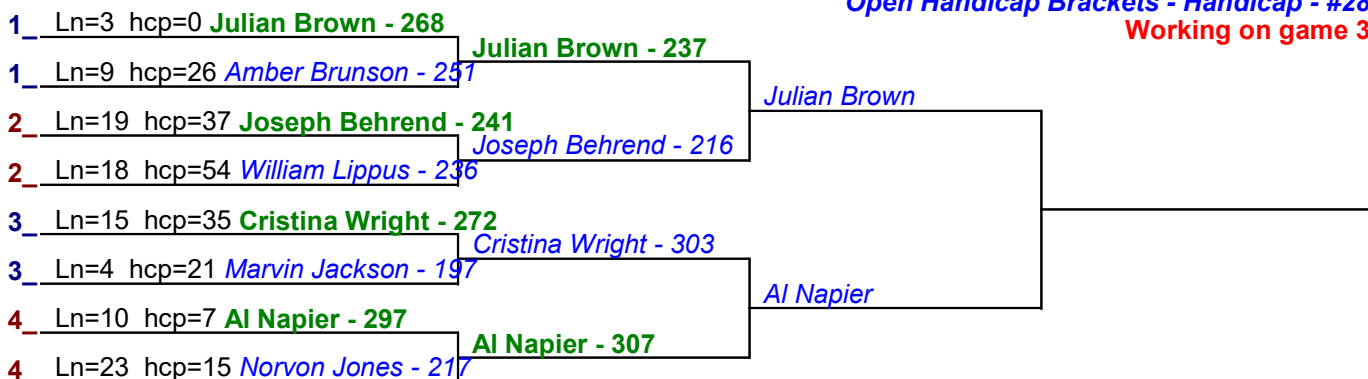 Open Handicap Brackets - Handicap - #28
Working on game 3
1_ Ln=3 hcp=0 Julian Brown - 268
Julian Brown - 237
1_ Ln=9 hcp=26 Amber Brunson - 251
Julian Brown
2_ Ln=19 hcp=37 Joseph Behrend - 241
Joseph Behrend - 216
2_ Ln=18 hcp=54 William Lippus - 236
3_ Ln=15 hcp=35 Cristina Wright - 272
Cristina Wright - 303
3_ Ln=4 hcp=21 Marvin Jackson - 197
Al Napier
4_ Ln=10 hcp=7 Al Napier - 297
Al Napier - 307
4 Ln=23 hcp=15 Norvon Jones - 217